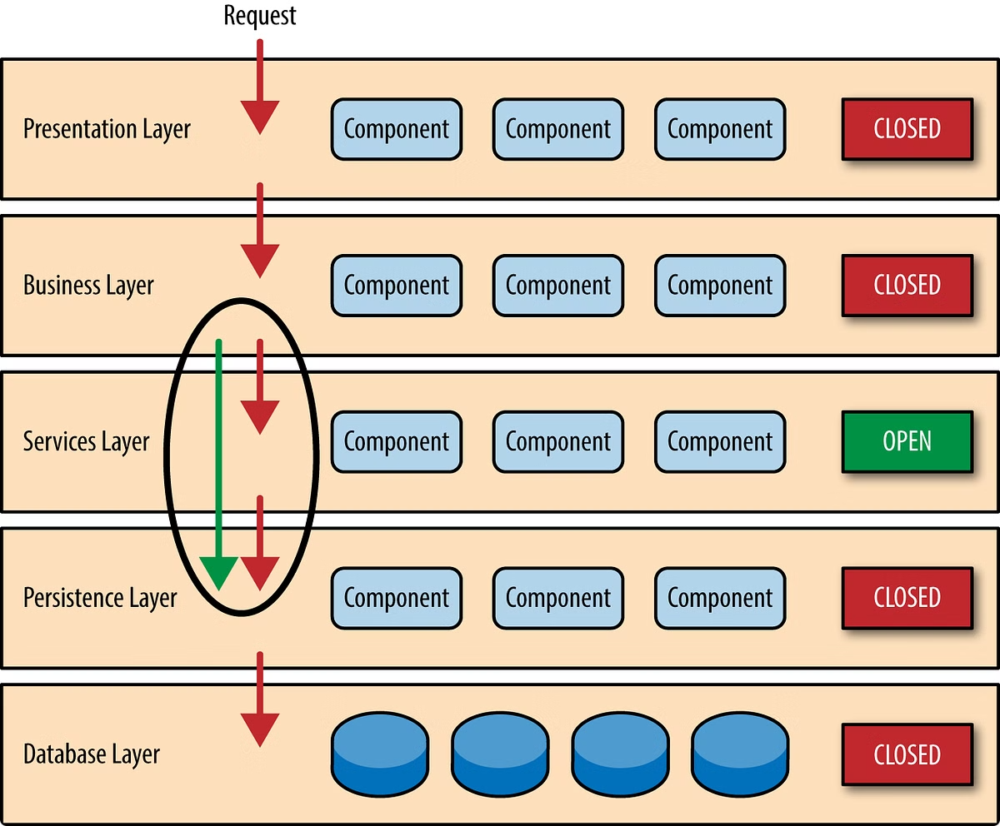 Request
Presentation Layer
Component
Component
Component
CLOSED
Business Layer
Component
Component
Component
CLOSED
Services Layer
Component
Component
Component
OPEN
Persistence Layer
Component
Component
Component
CLOSED
Database Layer
CLOSED